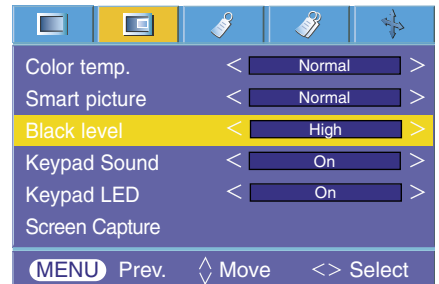 Color temp. < Normal >
Smart picture < Normal >
Black level < High >
Keypad Sound < On >
Keypad LED < On >
Screen Capture
MENU Prev. Move <> Select